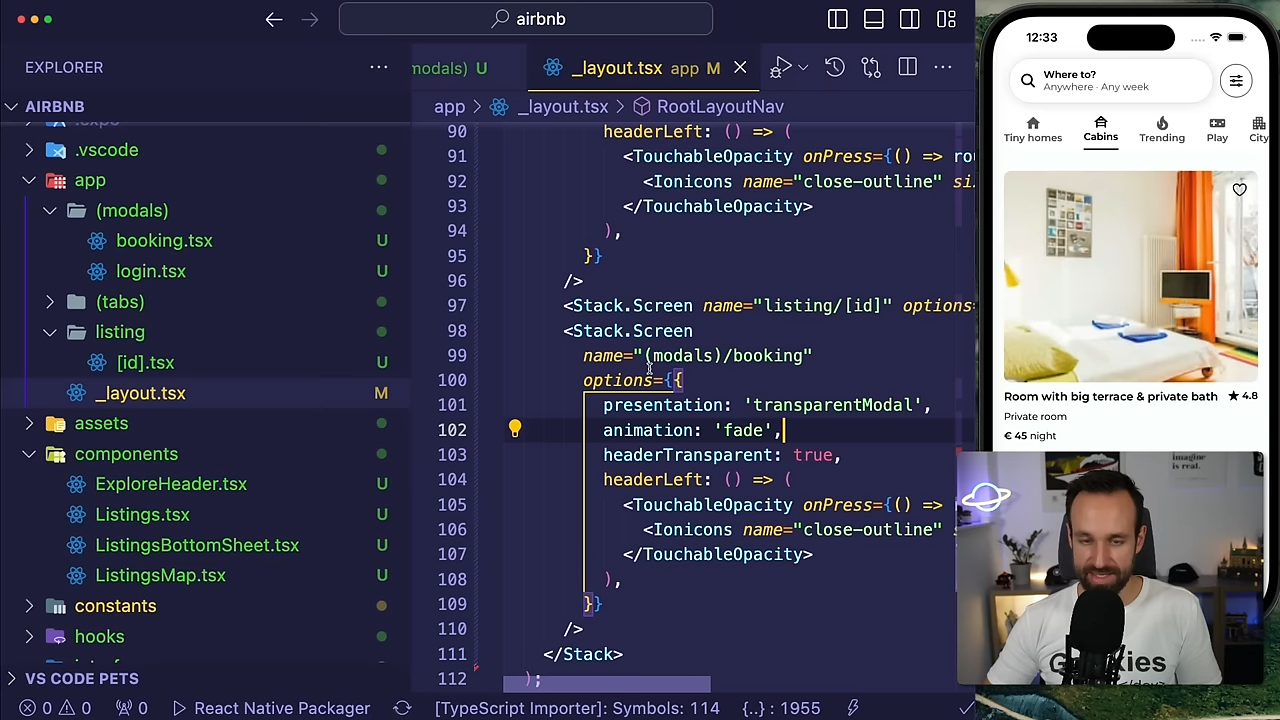 airbnb
EXPLORER
AIRBNB
.vscode
app
(modals)
booking.tsx U
login.tsx U
(tabs)
listing
[id].tsx U
_layout.tsx M
assets
components
ExploreHeader.tsx U
Listings.tsx U
ListingsBottomSheet.tsx U
ListingsMap.tsx U
constants
hooks
VS CODE PETS
modals) U
_layout.tsx app M
app > _layout.tsx > RootLayoutNav
90 headerLeft: () => (
91 <TouchableOpacity onPress={() => ro
92 <Ionicons name="close-outline" si
93 </TouchableOpacity>
94 ),
95 }}
96 />
97 <Stack.Screen name="listing/[id]" options=
98 <Stack.Screen
99 name="(modals)/booking"
100 options={{
101 presentation: 'transparentModal',
102 animation: 'fade',
103 headerTransparent: true,
104 headerLeft: () => (
105 <TouchableOpacity onPress={() =>
106 <Ionicons name="close-outline"
107 </TouchableOpacity>
108 ),
109 }}
110 />
111 </Stack>
112 );
0 0 0 React Native Packager [TypeScript Importer]: Symbols: 114 {..} : 1955
12:33
Where to?
Anywhere · Any week
Tiny homes Cabins Trending Play City
Room with big terrace & private bath ★ 4.8
Private room
€ 45 night